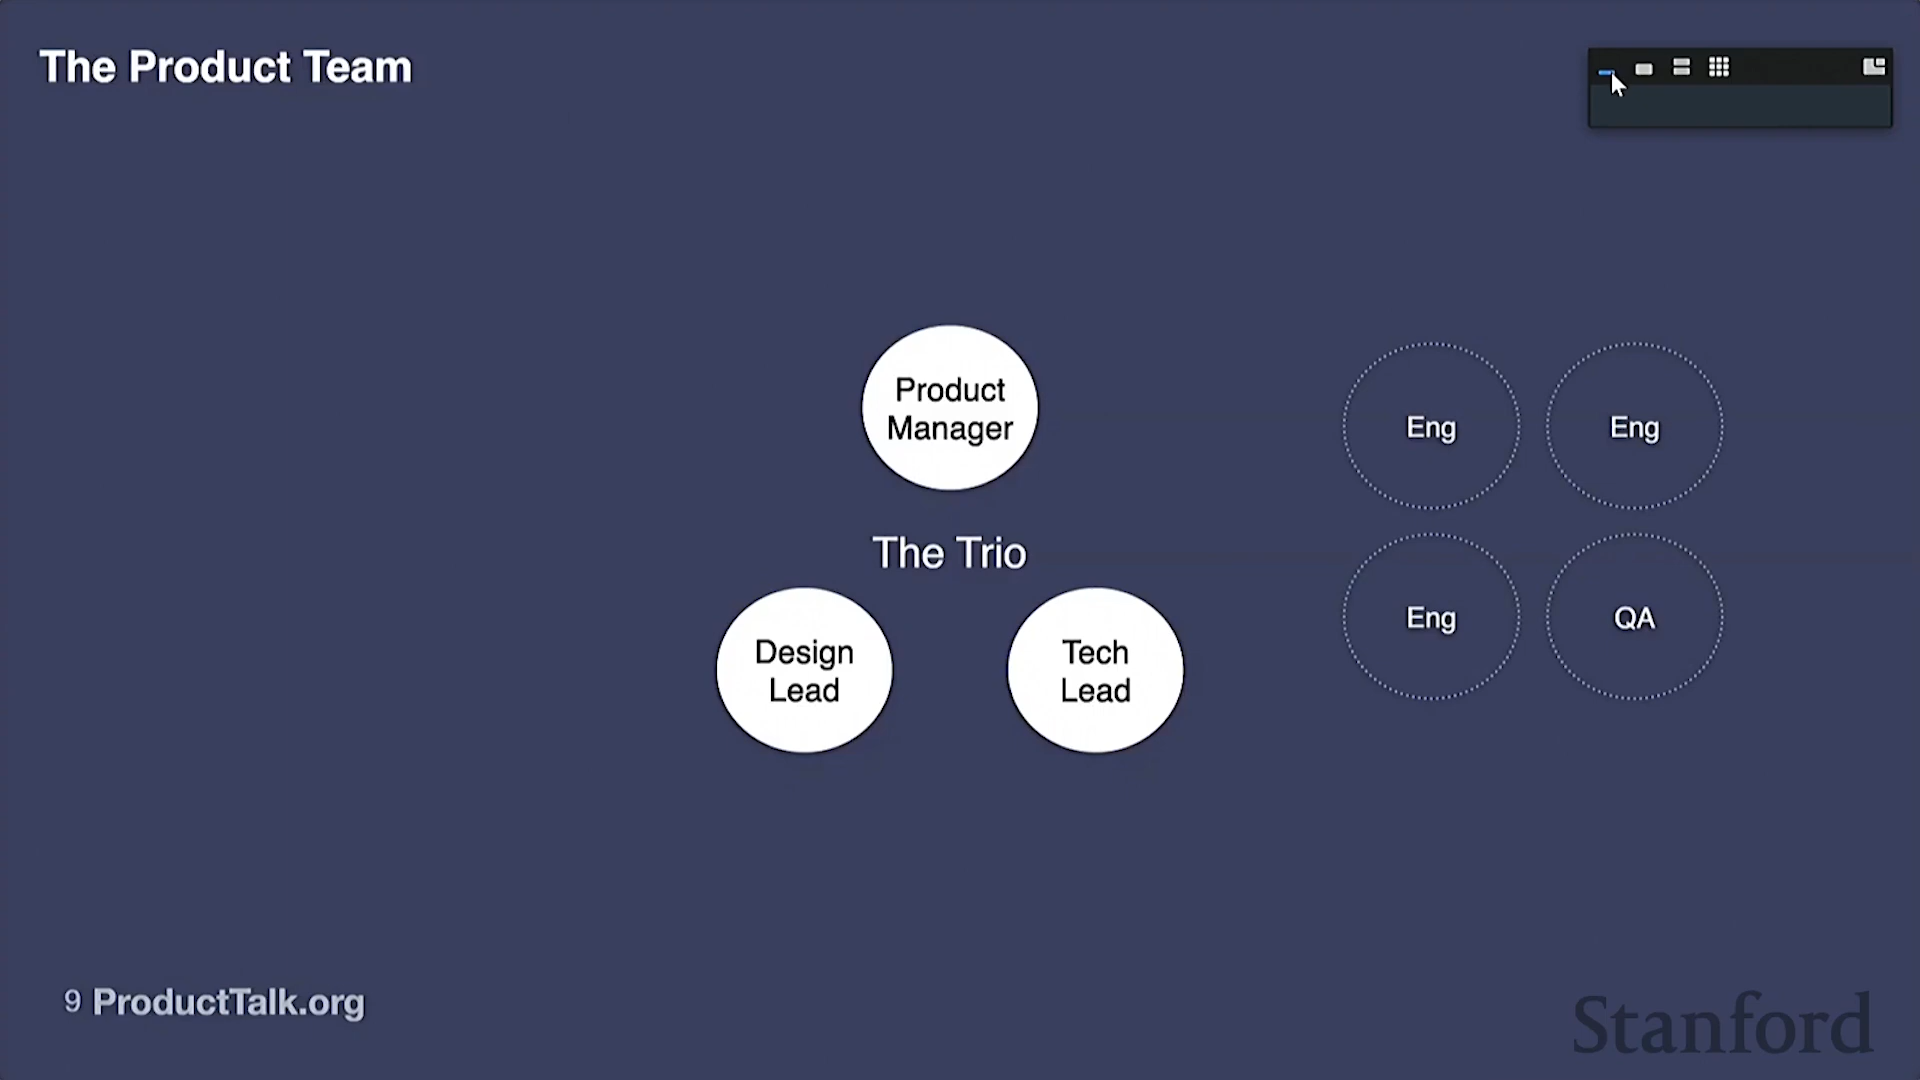 The Product Team
Product
Manager
The Trio
Design
Lead
Tech
Lead
Eng
Eng
Eng
QA
9 ProductTalk.org
Stanford